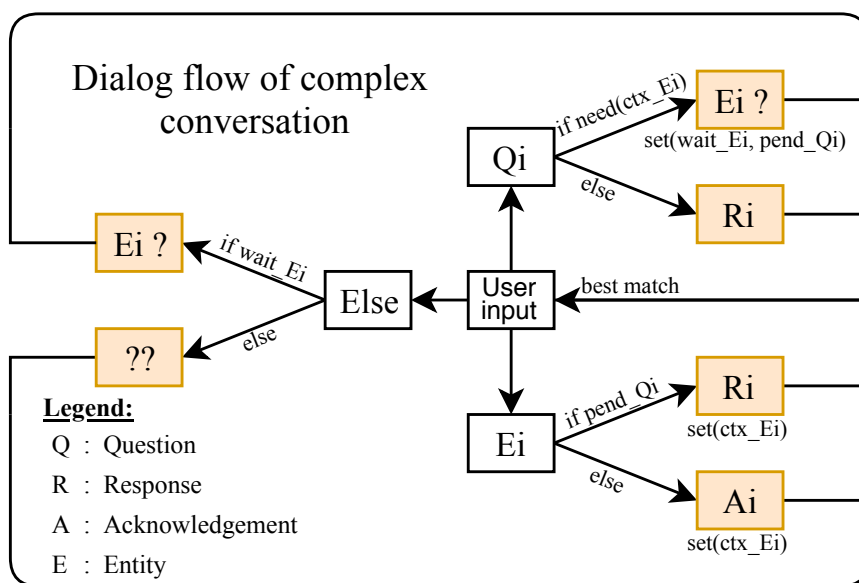 Dialog flow of complex
conversation
if need(ctx_Ei)
Ei ?
set(wait_Ei, pend_Qi)
Qi
else
Ri
Ei ?
if wait_Ei
Else
User
input
best match
else
??
if pend_Qi
Ri
set(ctx_Ei)
Ei
else
Ai
set(ctx_Ei)
Legend:
Q : Question
R : Response
A : Acknowledgement
E : Entity